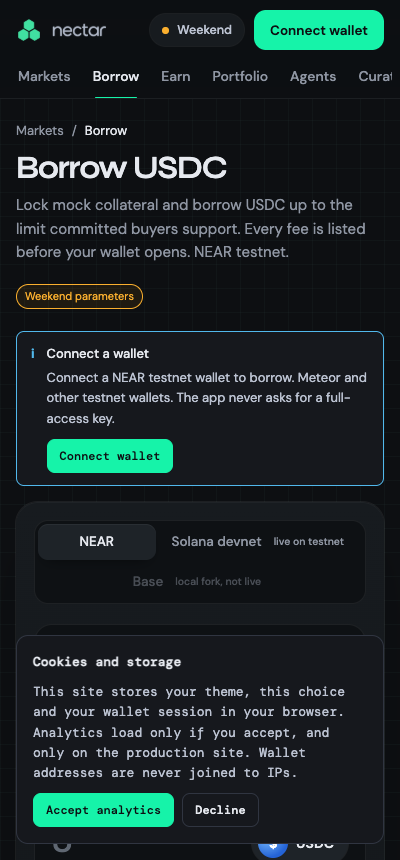 nectar
Weekend
Connect wallet
Markets Borrow Earn Portfolio Agents Curat
Markets / Borrow
Borrow USDC
Lock mock collateral and borrow USDC up to the
limit committed buyers support. Every fee is listed
before your wallet opens. NEAR testnet.
Weekend parameters
i Connect a wallet
Connect a NEAR testnet wallet to borrow. Meteor and
other testnet wallets. The app never asks for a full-
access key.
Connect wallet
NEAR Solana devnet live on testnet
Base local fork, not live
Cookies and storage
This site stores your theme, this choice
and your wallet session in your browser.
Analytics load only if you accept, and
only on the production site. Wallet
addresses are never joined to IPs.
Accept analytics Decline
USDC